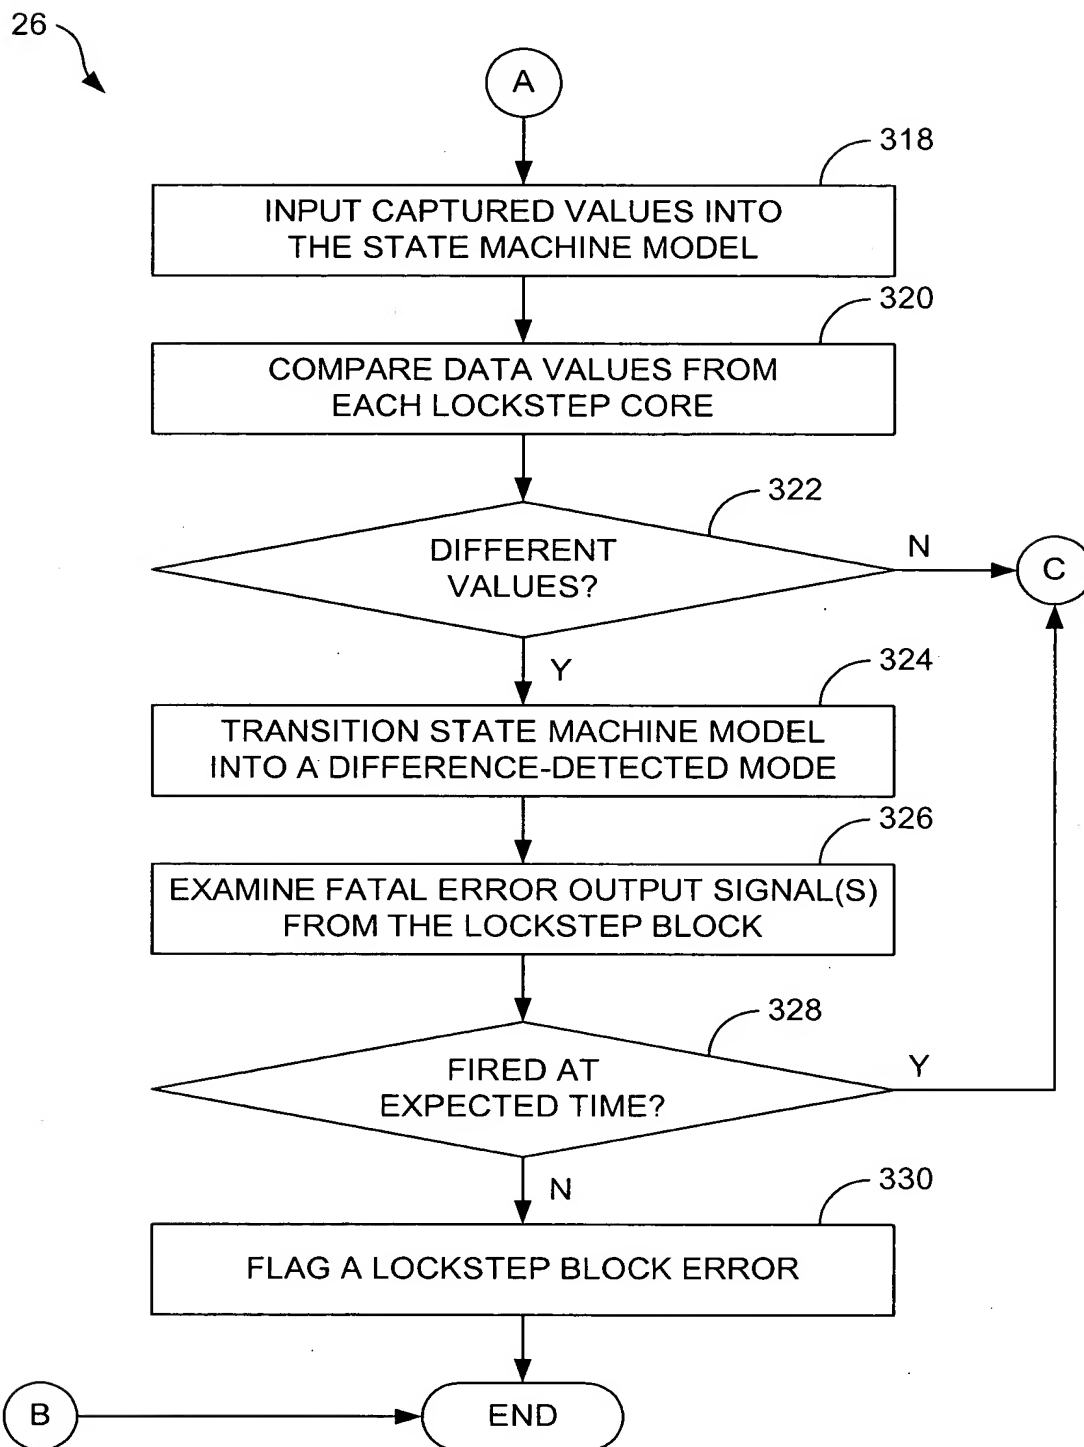 26
A
318
INPUT CAPTURED VALUES INTO
THE STATE MACHINE MODEL
320
COMPARE DATA VALUES FROM
EACH LOCKSTEP CORE
322
DIFFERENT
VALUES?
N
C
Y
324
TRANSITION STATE MACHINE MODEL
INTO A DIFFERENCE-DETECTED MODE
326
EXAMINE FATAL ERROR OUTPUT SIGNAL(S)
FROM THE LOCKSTEP BLOCK
328
FIRED AT
EXPECTED TIME?
Y
N
330
FLAG A LOCKSTEP BLOCK ERROR
B
END